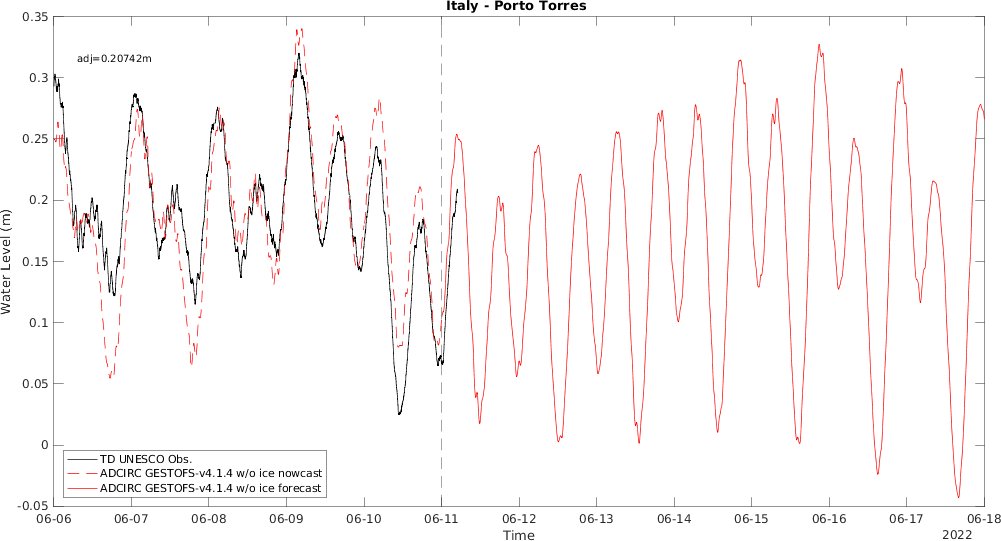 Italy - Porto Torres
adj=0.20742m
0.35
0.3
0.25
0.2
0.15
0.1
0.05
0
-0.05
Water Level (m)
TD UNESCO Obs.
ADCIRC GESTOFS-v4.1.4 w/o ice nowcast
ADCIRC GESTOFS-v4.1.4 w/o ice forecast
06-06 06-07 06-08 06-09 06-10 06-11 06-12 06-13 06-14 06-15 06-16 06-17 06-18
Time
2022